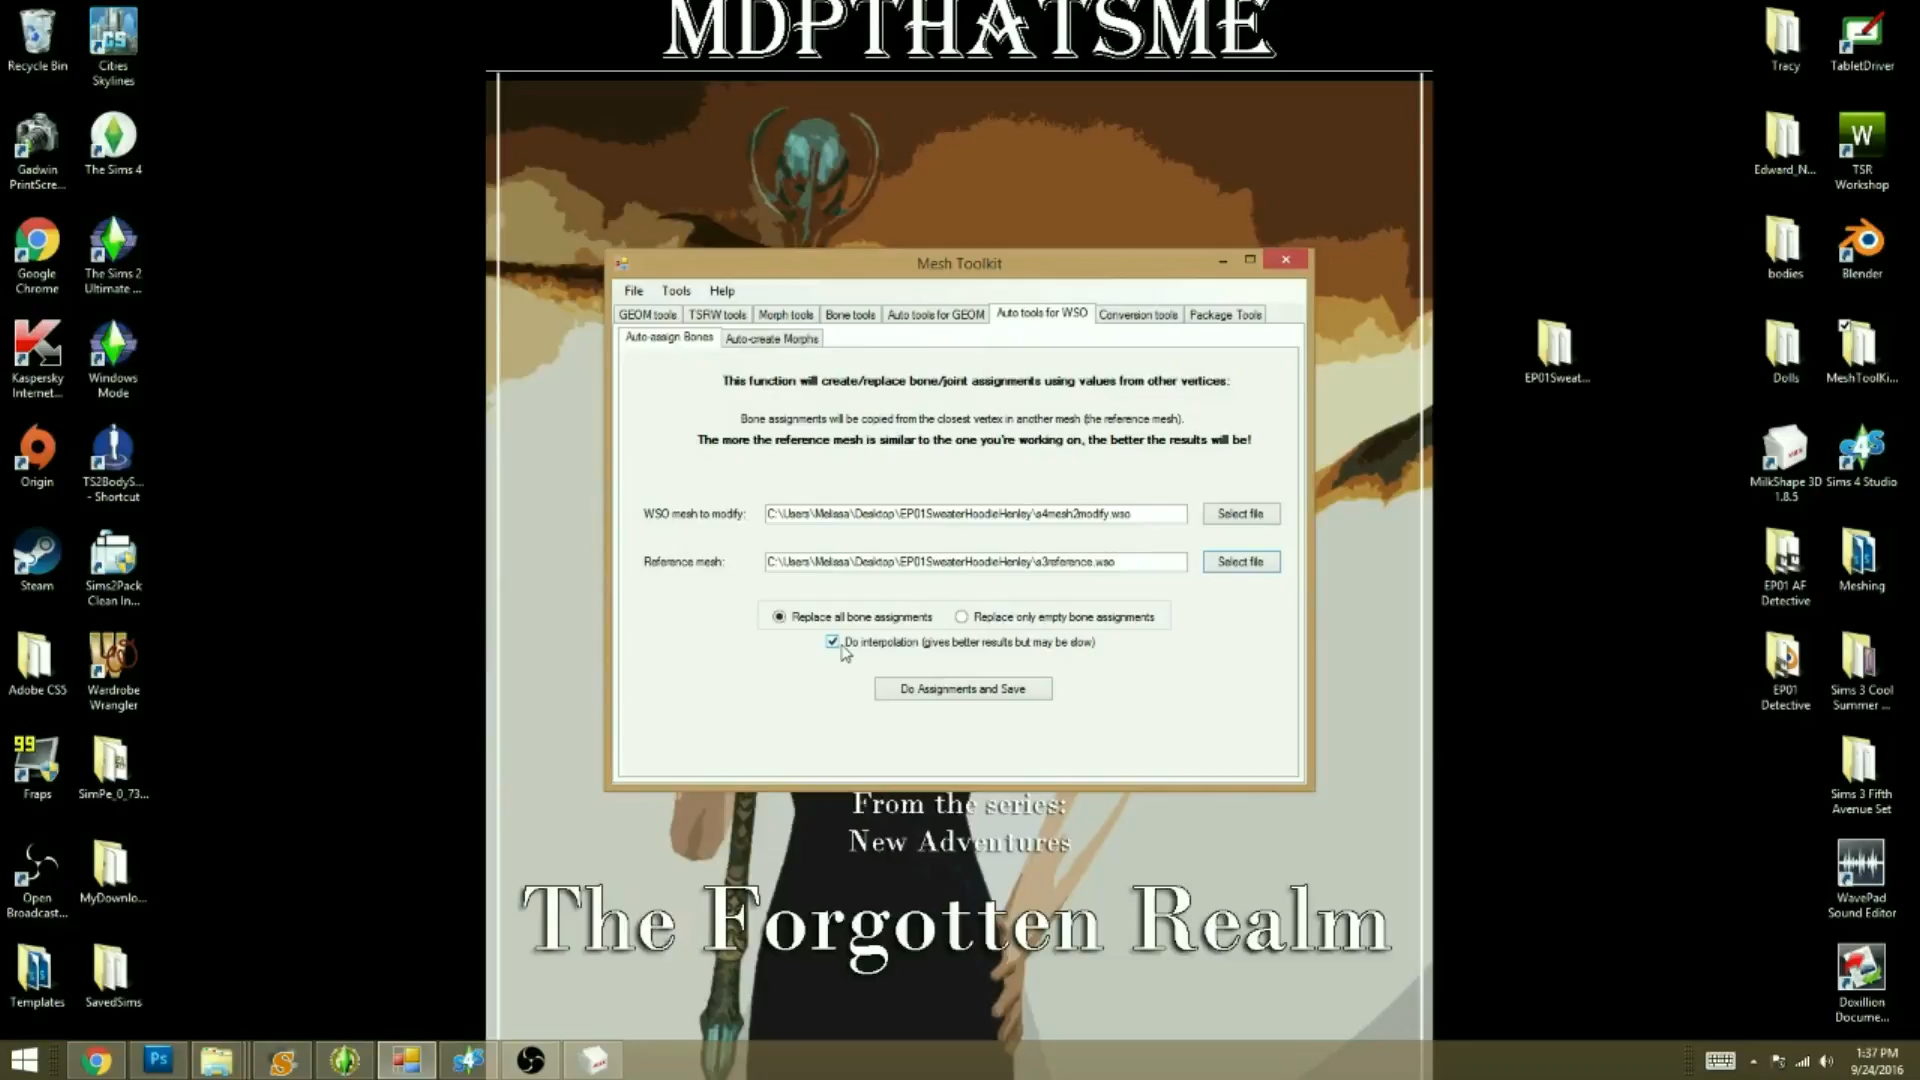 MDPTHATSME
Recycle Bin
Cities
Skylines
Gadwin
PrintScre...
The Sims 4
Google
Chrome
The Sims 2
Ultimate ...
Kaspersky
Internet...
Windows
Mode
Origin
TS2BodyS...
- Shortcut
Steam
Sims2Pack
Clean In...
Adobe CS5
Wardrobe
Wrangler
99
Fraps
SimPe_0_73...
Open
Broadcast...
MyDownlo...
Templates
SavedSims
Mesh Toolkit
File Tools Help
GEOM tools TSRW tools Morph tools Bone tools Auto tools for GEOM Auto tools for WSO Conversion tools Package Tools
Auto-assign Bones Auto-create Morphs
This function will create/replace bone/joint assignments using values from other vertices:
Bone assignments will be copied from the closest vertex in another mesh (the reference mesh).
The more the reference mesh is similar to the one you're working on, the better the results will be!
WSO mesh to modify: C:\Users\Melissa\Desktop\EP01SweaterHoodieHenley\s4mesh2modify.wso Select file
Reference mesh: C:\Users\Melissa\Desktop\EP01SweaterHoodieHenley\s3reference.wso Select file
Replace all bone assignments Replace only empty bone assignments
Do interpolation (gives better results but may be slow)
Do Assignments and Save
From the series:
New Adventures
The Forgotten Realm
EP01Sweat...
Tracy
TabletDriver
Edward_N...
W
TSR
Workshop
bodies
Blender
Dolls
MeshToolKi...
MilkShape 3D
1.8.5
Sims 4 Studio
EP01 AF
Detective
Meshing
EP01
Detective
Sims 3 Cool
Summer ...
Sims 3 Fifth
Avenue Set
WavePad
Sound Editor
Doxillion
Docume...
Ps
1:37 PM
9/24/2016